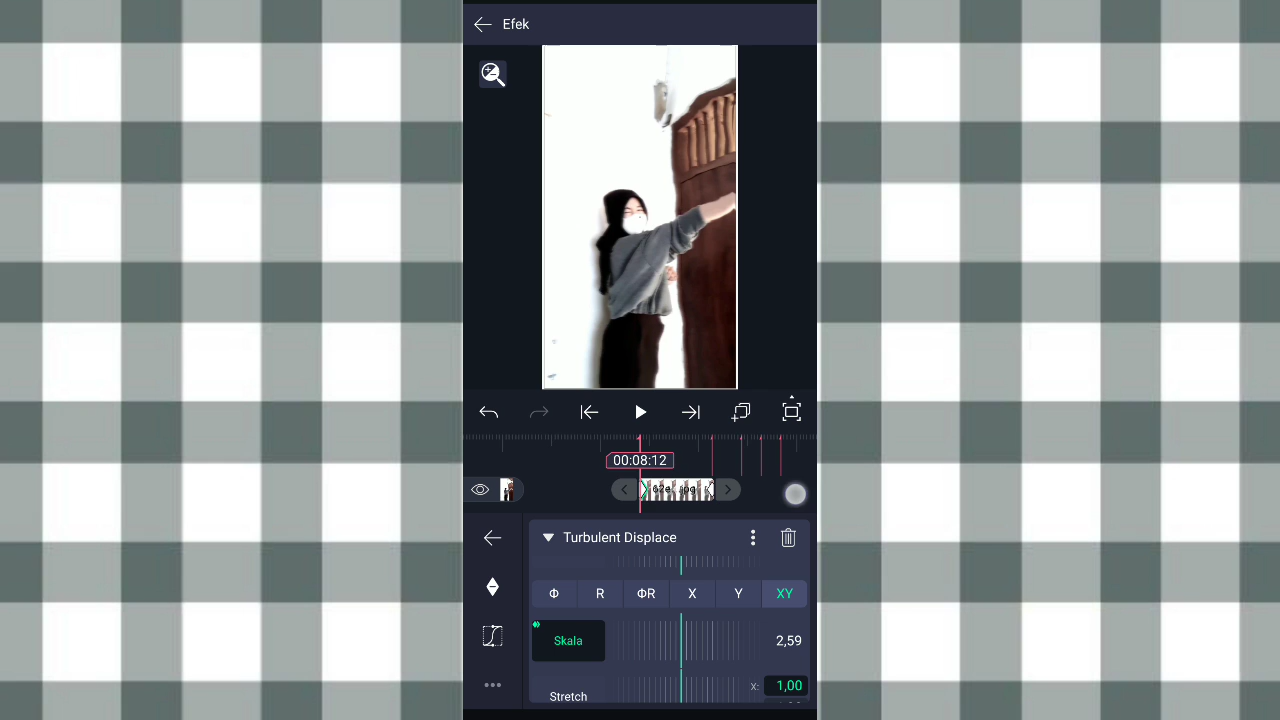 Efek
00:08:12
Turbulent Displace
Φ R ΦR X Y XY
Skala 2,59
Stretch X: 1,00